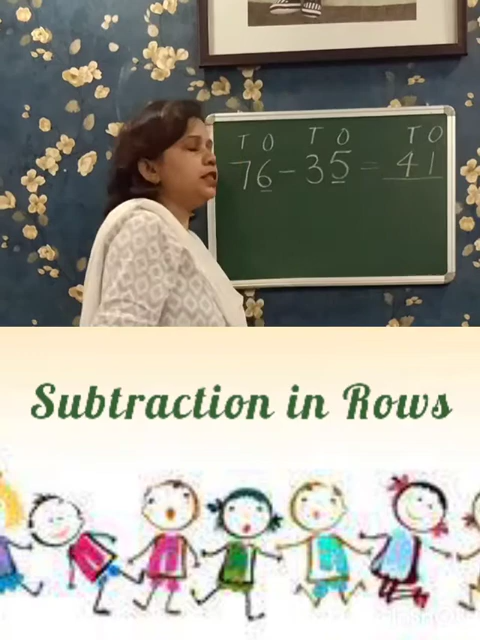 T O T O T O
76 - 35 = 41
Subtraction in Rows